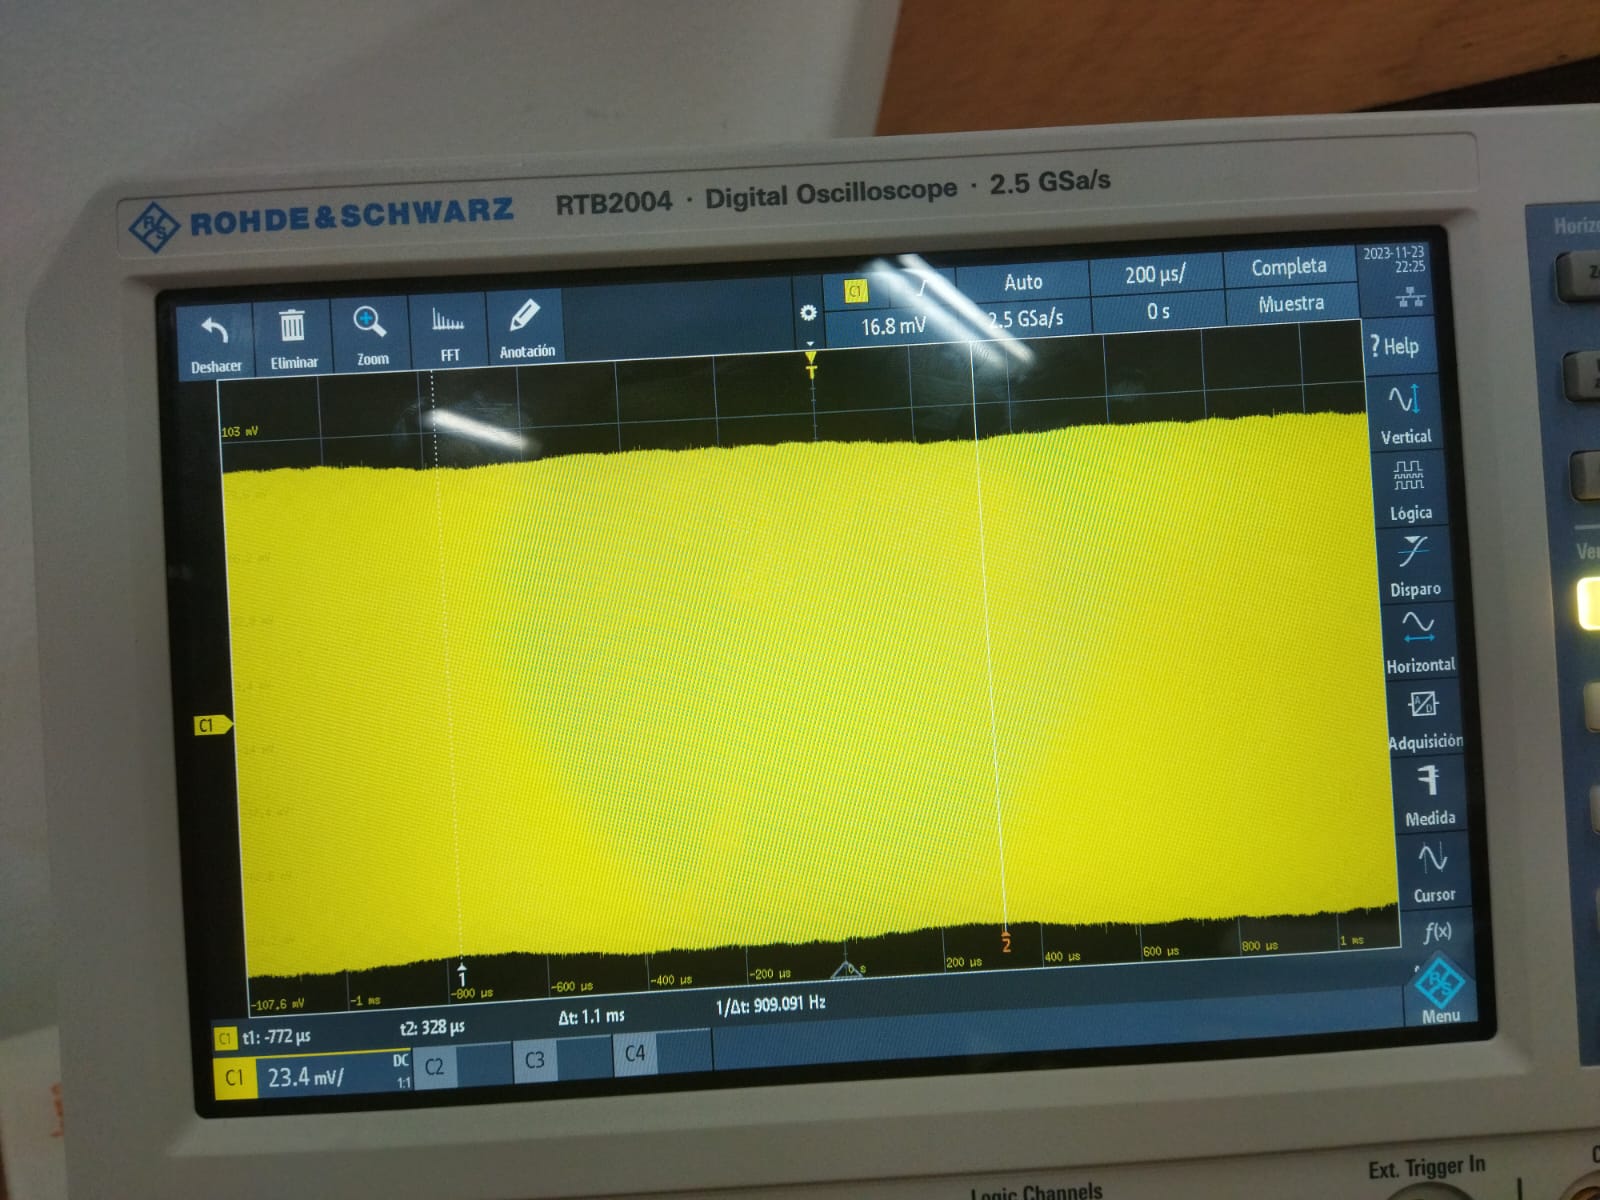 ROHDE&SCHWARZ RTB2004 · Digital Oscilloscope · 2.5 GSa/s
Deshacer
Eliminar
Zoom
FFT
Anotación
C1
16.8 mV
Auto
2.5 GSa/s
200 µs/
0 s
Completa
Muestra
2023-11-23
22:25
? Help
Vertical
Lógica
Disparo
Horizontal
Adquisición
Medida
Cursor
f(x)
Menu
T
103 mV
C1
-107.6 mV
-1 ms
-800 µs
-600 µs
-400 µs
-200 µs
0 s
200 µs
400 µs
600 µs
800 µs
1 ms
1
2
C1 t1: -772 µs
t2: 328 µs
Δt: 1.1 ms
1/Δt: 909.091 Hz
C1 23.4 mV/
DC
1:1
C2
C3
C4
Ext. Trigger In
Logic Channels